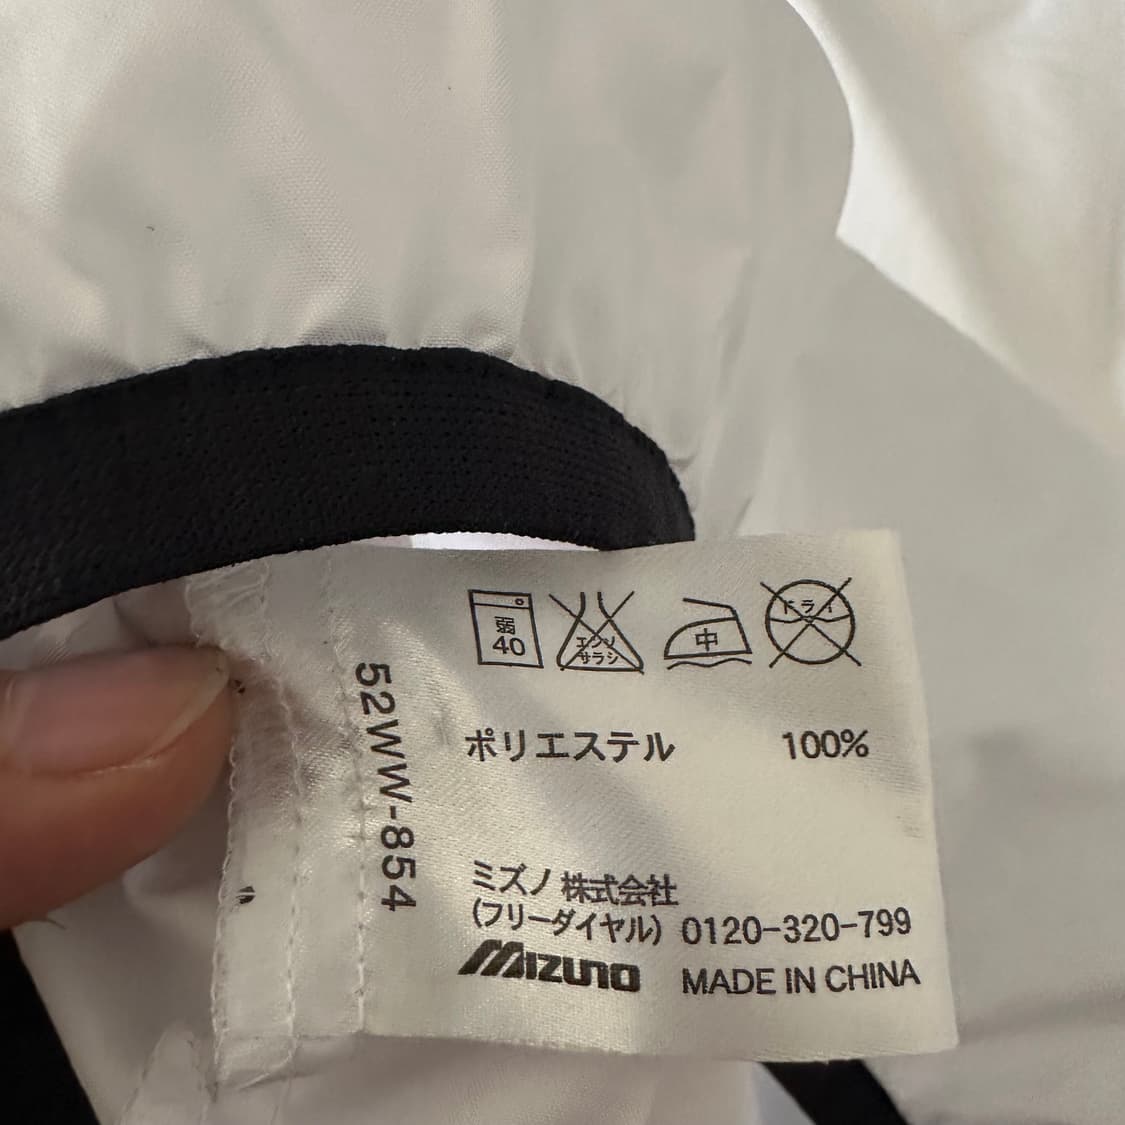 弱
40
エンソ
サラシ
中
ドライ
52WW-854
ポリエステル 100%
ミズノ 株式会社
(フリーダイヤル) 0120-320-799
MIZUNO MADE IN CHINA